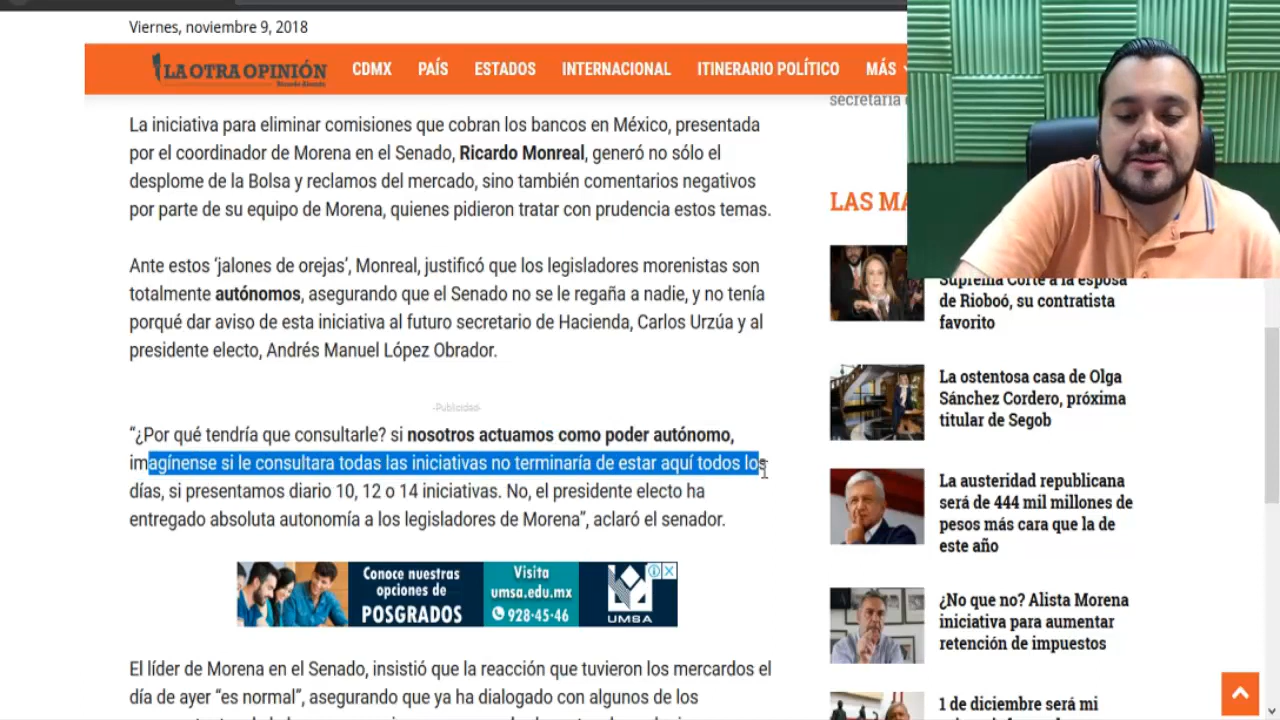 Viernes, noviembre 9, 2018
LA OTRA OPINIÓN
Ricardo Alemán
CDMX PAÍS ESTADOS INTERNACIONAL ITINERARIO POLÍTICO MÁS
La iniciativa para eliminar comisiones que cobran los bancos en México, presentada
por el coordinador de Morena en el Senado, Ricardo Monreal, generó no sólo el
desplome de la Bolsa y reclamos del mercado, sino también comentarios negativos
por parte de su equipo de Morena, quienes pidieron tratar con prudencia estos temas.
Ante estos ‘jalones de orejas’, Monreal, justificó que los legisladores morenistas son
totalmente autónomos, asegurando que el Senado no se le regaña a nadie, y no tenía
porqué dar aviso de esta iniciativa al futuro secretario de Hacienda, Carlos Urzúa y al
presidente electo, Andrés Manuel López Obrador.
-Publicidad-
“¿Por qué tendría que consultarle? si nosotros actuamos como poder autónomo,
imagínense si le consultara todas las iniciativas no terminaría de estar aquí todos los
días, si presentamos diario 10, 12 o 14 iniciativas. No, el presidente electo ha
entregado absoluta autonomía a los legisladores de Morena”, aclaró el senador.
Conoce nuestras
opciones de
POSGRADOS
Visita
umsa.edu.mx
928-45-46
UMSA
El líder de Morena en el Senado, insistió que la reacción que tuvieron los mercardos el
día de ayer “es normal”, asegurando que ya ha dialogado con algunos de los
secretaria
LAS MA
Suprema Corte a la esposa
de Rioboó, su contratista
favorito
La ostentosa casa de Olga
Sánchez Cordero, próxima
titular de Segob
La austeridad republicana
será de 444 mil millones de
pesos más cara que la de
este año
¿No que no? Alista Morena
iniciativa para aumentar
retención de impuestos
1 de diciembre será mi